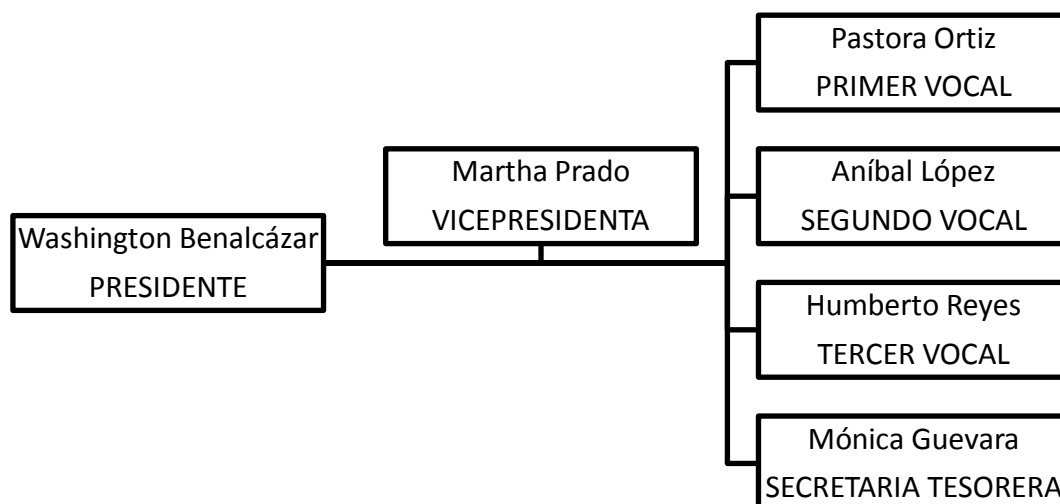 Washington Benalcázar
PRESIDENTE
Martha Prado
VICEPRESIDENTA
Pastora Ortiz
PRIMER VOCAL
Aníbal López
SEGUNDO VOCAL
Humberto Reyes
TERCER VOCAL
Mónica Guevara
SECRETARIA TESORERA